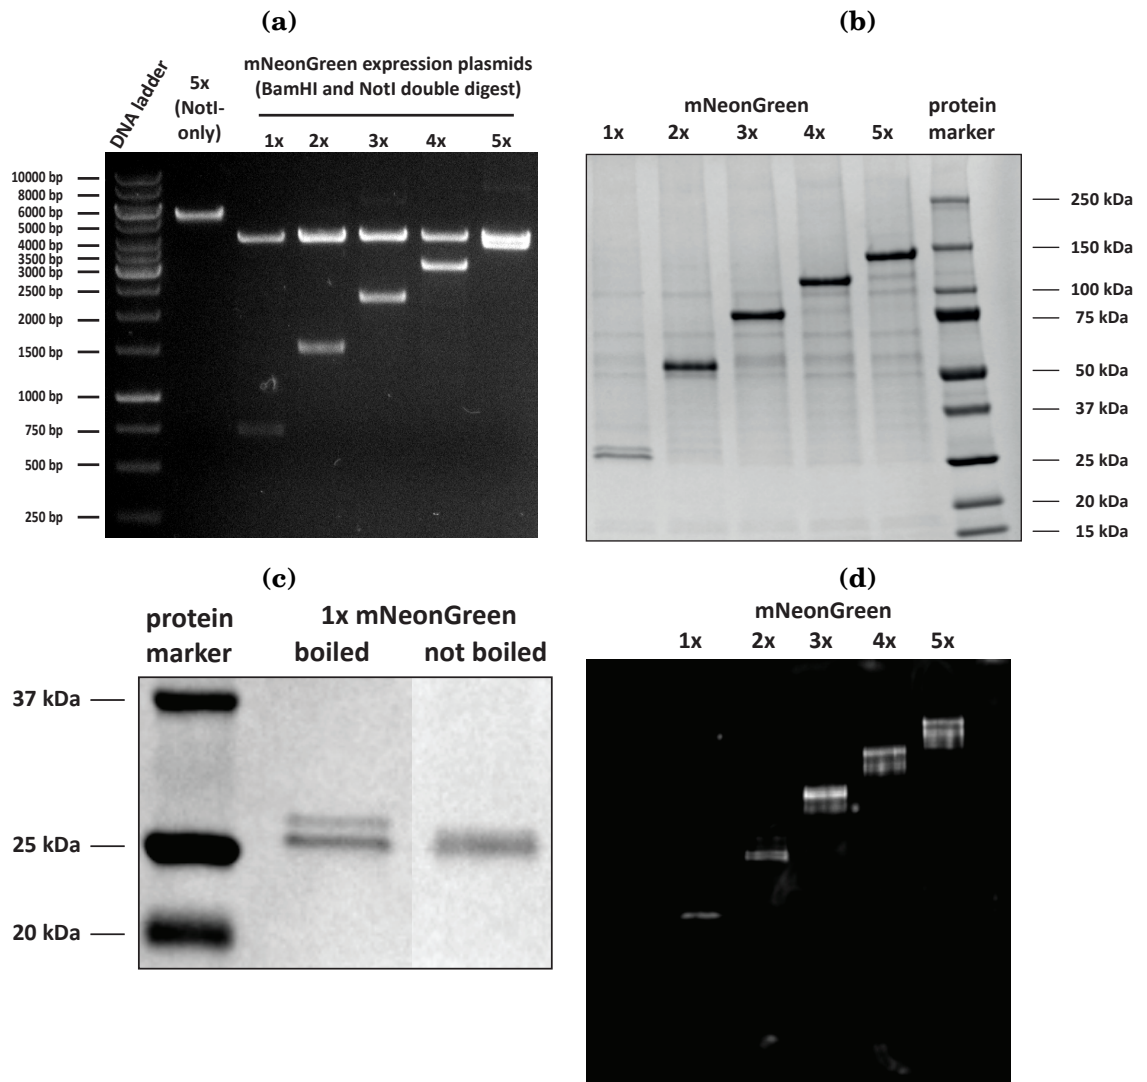 (a)
DNA ladder
5x
(NotI-
only)
mNeonGreen expression plasmids
(BamHI and NotI double digest)
1x 2x 3x 4x 5x
10000 bp
8000 bp
6000 bp
5000 bp
4000 bp
3500 bp
3000 bp
2500 bp
2000 bp
1500 bp
1000 bp
750 bp
500 bp
250 bp
(b)
mNeonGreen
1x 2x 3x 4x 5x
protein
marker
250 kDa
150 kDa
100 kDa
75 kDa
50 kDa
37 kDa
25 kDa
20 kDa
15 kDa
(c)
protein
marker
1x mNeonGreen
boiled not boiled
37 kDa
25 kDa
20 kDa
(d)
mNeonGreen
1x 2x 3x 4x 5x